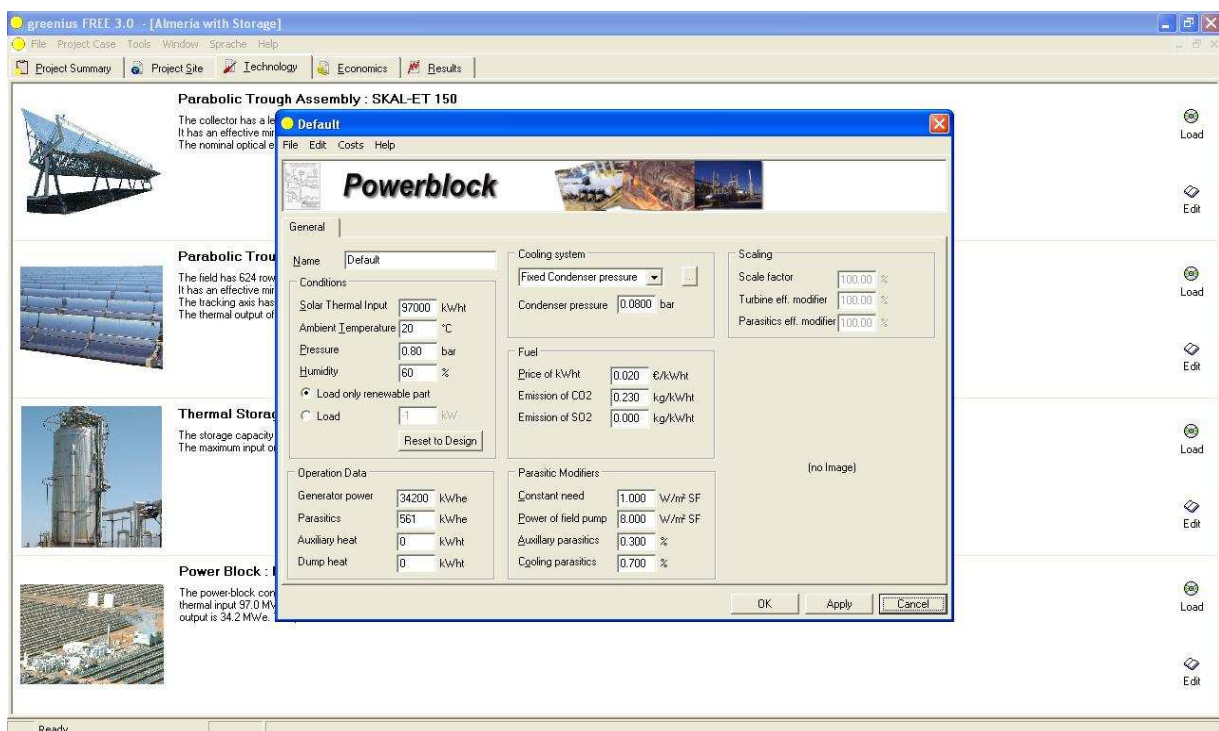 greenius FREE 3.0 - [Almería with Storage]
File Project Case Tools Window Sprache Help
Project Summary Project Site Technology Economics Results
Parabolic Trough Assembly : SKAL-ET 150
The collector has a le
It has an effective mir
The nominal optical e
Load
Edit
Parabolic Trou
The field has 624 row
It has an effective mir
The tracking axis has
The thermal output of
Load
Edit
Thermal Storag
The storage capacity
The maximum input o
Load
Edit
Power Block :
The power-block con
thermal input 97.0 MW
output is 34.2 MWe.
Load
Edit
Ready
Default
File Edit Costs Help
Powerblock
General
Name Default
Conditions
Solar Thermal Input 97000 kWht
Ambient Temperature 20 °C
Pressure 0.80 bar
Humidity 60 %
Load only renewable part
Load -1 kW
Reset to Design
Operation Data
Generator power 34200 kWhe
Parasitics 561 kWhe
Auxiliary heat 0 kWht
Dump heat 0 kWht
Cooling system
Fixed Condenser pressure ...
Condenser pressure 0.0800 bar
Fuel
Price of kWht 0.020 €/kWht
Emission of CO2 0.230 kg/kWht
Emission of SO2 0.000 kg/kWht
Parasitic Modifiers
Constant need 1.000 W/m² SF
Power of field pump 8.000 W/m² SF
Auxillary parasitics 0.300 %
Cooling parasitics 0.700 %
Scaling
Scale factor 100.00 %
Turbine eff. modifier 100.00 %
Parasitics eff. modifier 100.00 %
(no Image)
OK Apply Cancel